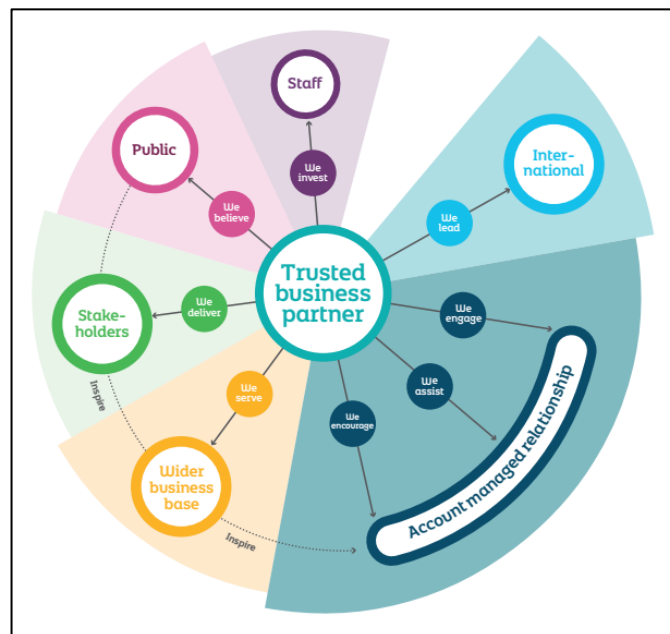 Staff
We
invest
Public
We
believe
Inter-
national
We
lead
Trusted
business
partner
Stake-
holders
We
deliver
We
engage
We
assist
We
encourage
We
serve
Inspire
Wider
business
base
Inspire
Account managed relationship